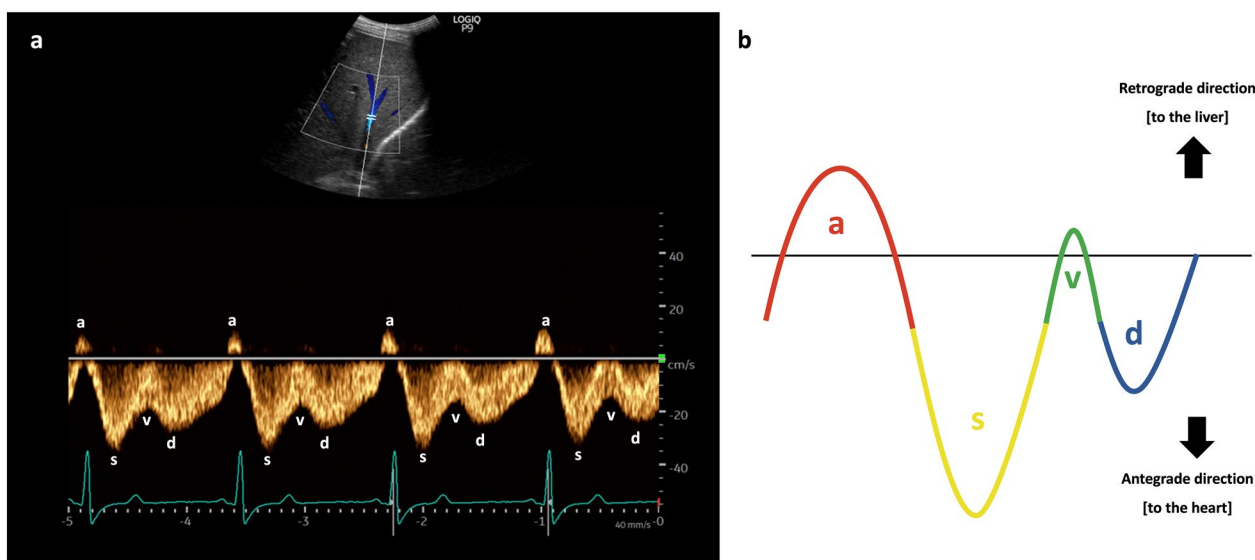 a
LOGIQ
P9
40
20
cm/s
-20
-40
a
a
a
a
v
v
v
v
d
d
d
d
s
s
s
s
-5
-4
-3
-2
-1
40 mm/s
-0
b
Retrograde direction
[to the liver]
a
v
d
s
Antegrade direction
[to the heart]